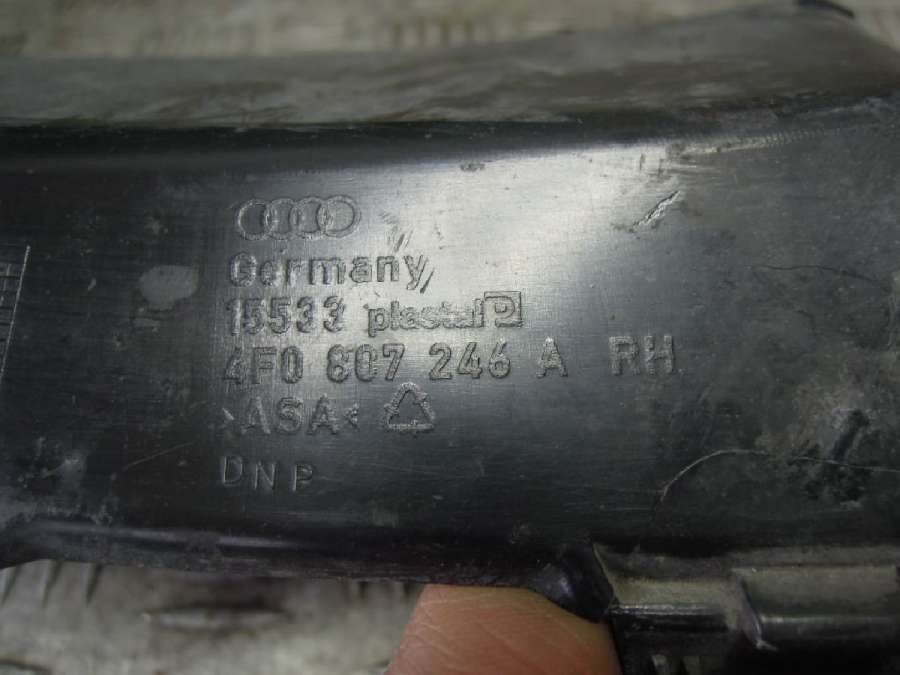 Germany
15533 plastal P
4F0 807 246 A RH
>ASA<
DNP